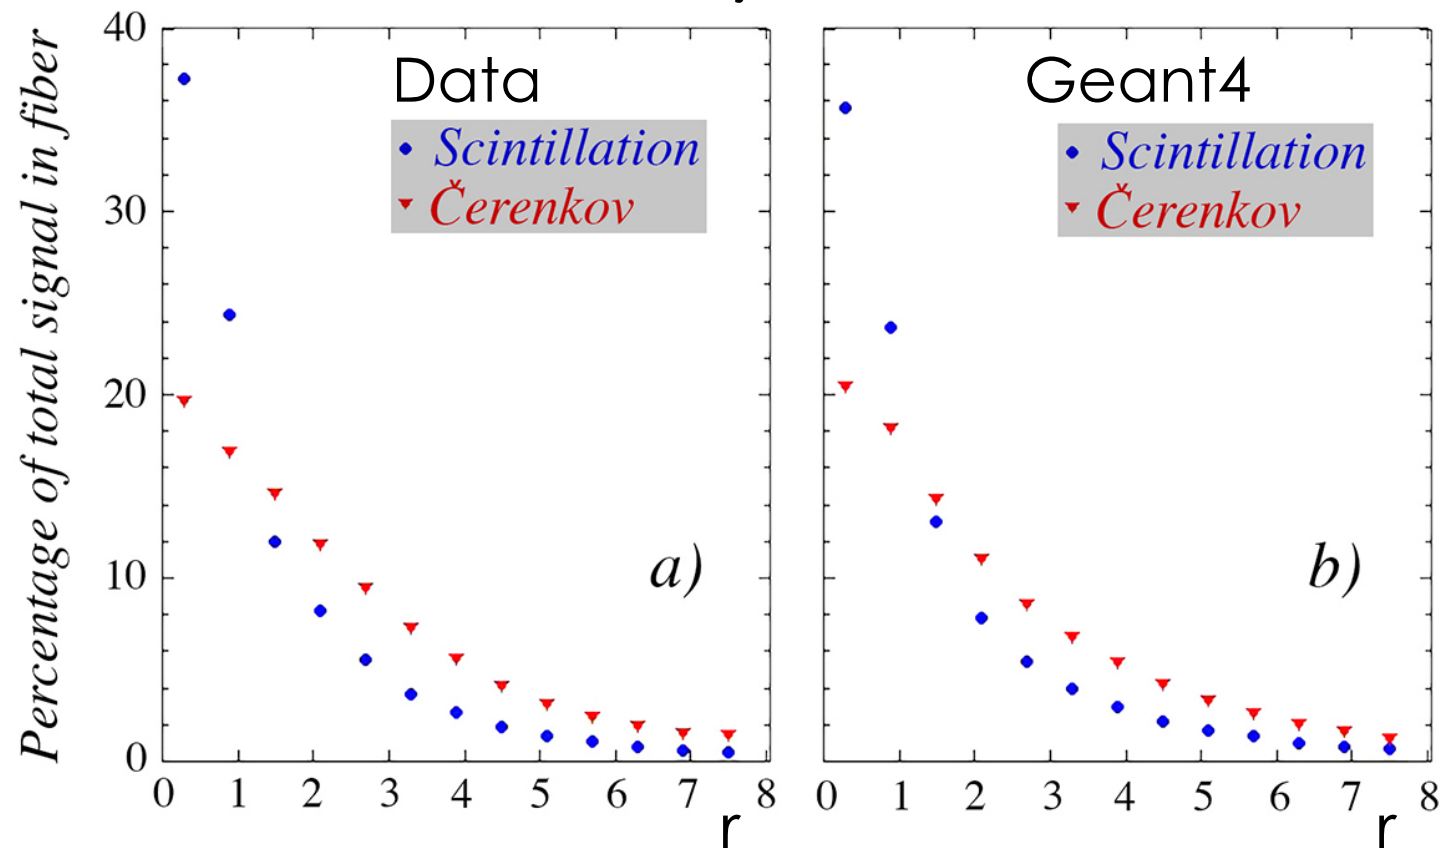 Percentage of total signal in fiber
40
30
20
10
0
Data
Scintillation
Čerenkov
a)
0 1 2 3 4 5 6 7 8
r
Geant4
Scintillation
Čerenkov
b)
0 1 2 3 4 5 6 7 8
r